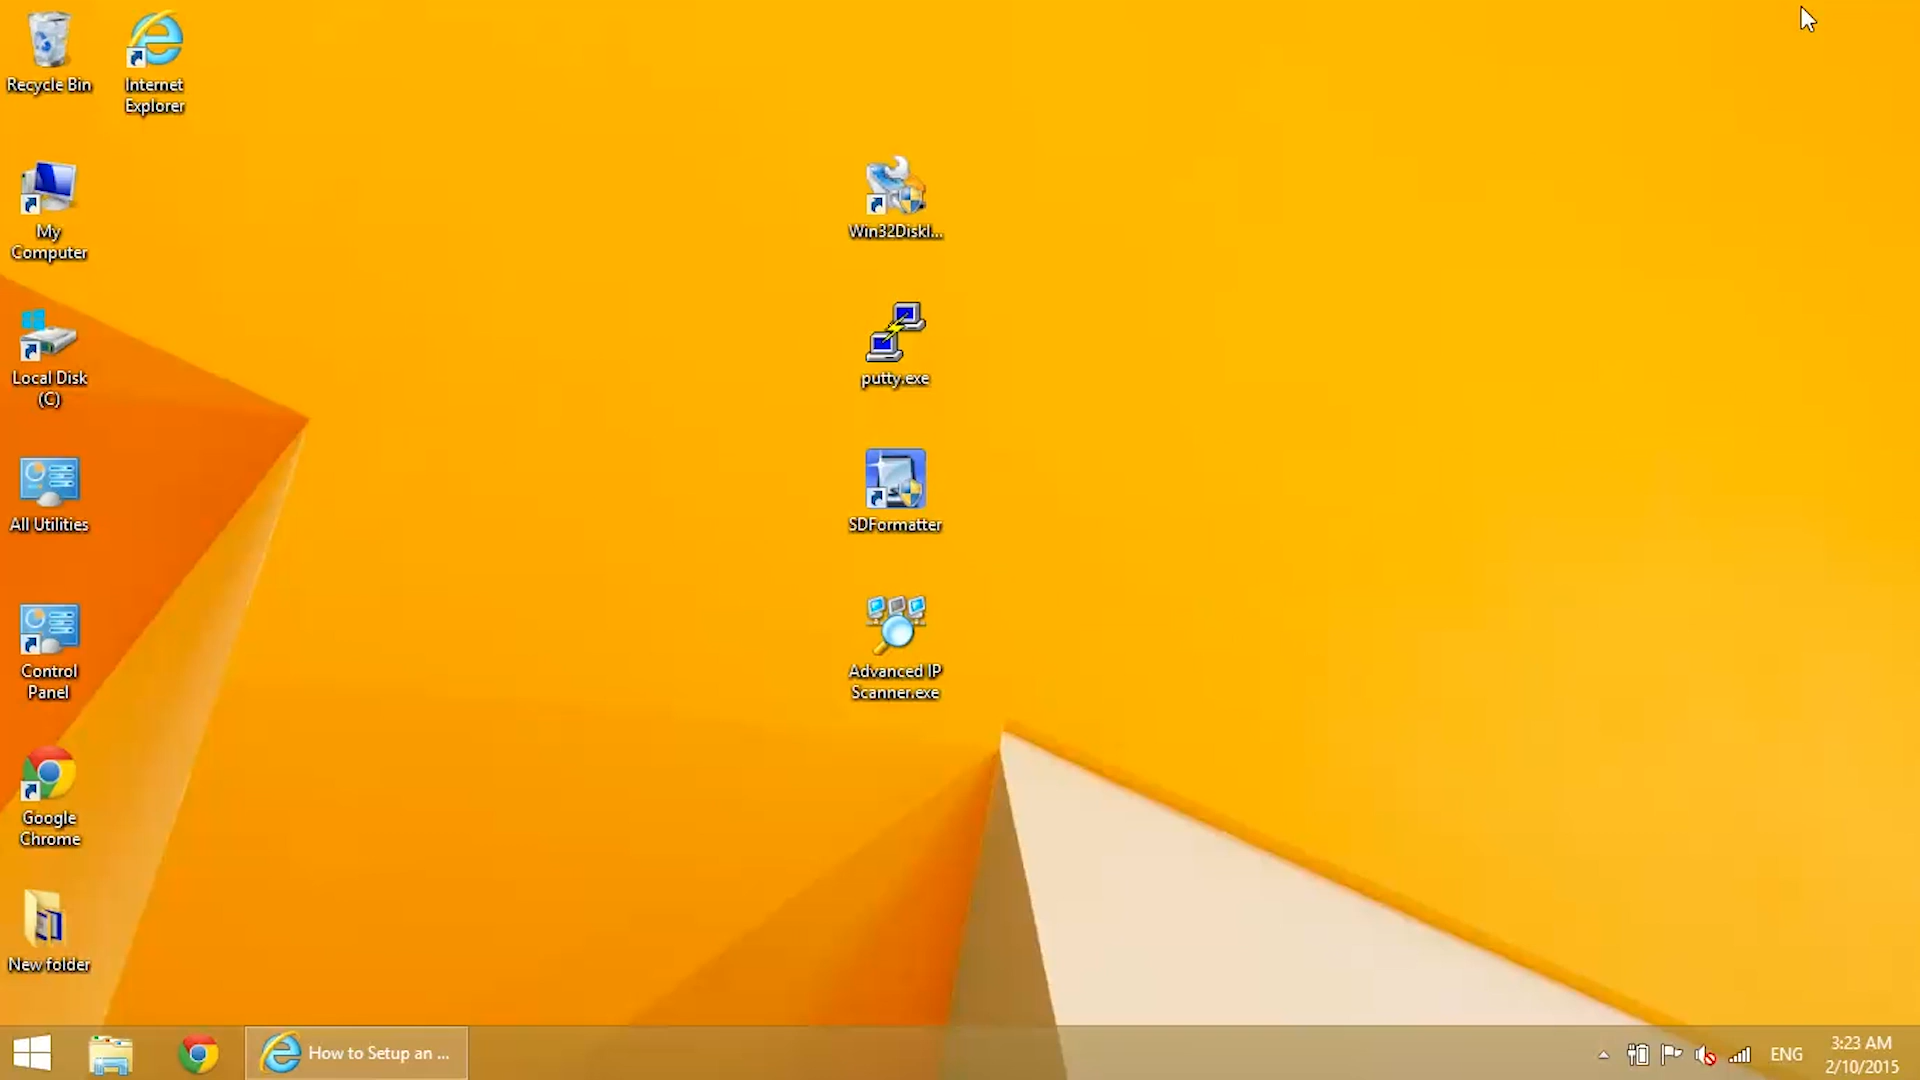 Recycle Bin
Internet
Explorer
My
Computer
Win32DiskI...
Local Disk
(C)
putty.exe
All Utilities
SDFormatter
Control
Panel
Advanced IP
Scanner.exe
Google
Chrome
New folder
How to Setup an ...
ENG
3:23 AM
2/10/2015